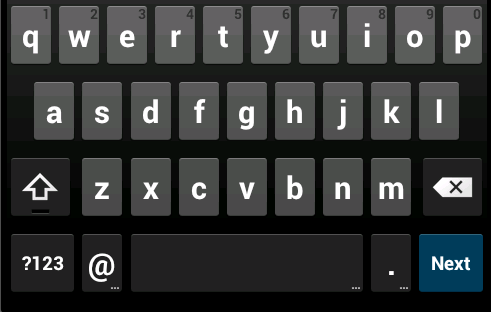 1 2 3 4 5 6 7 8 9 0
q w e r t y u i o p
a s d f g h j k l
z x c v b n m
?123 @ ... ... . ... Next